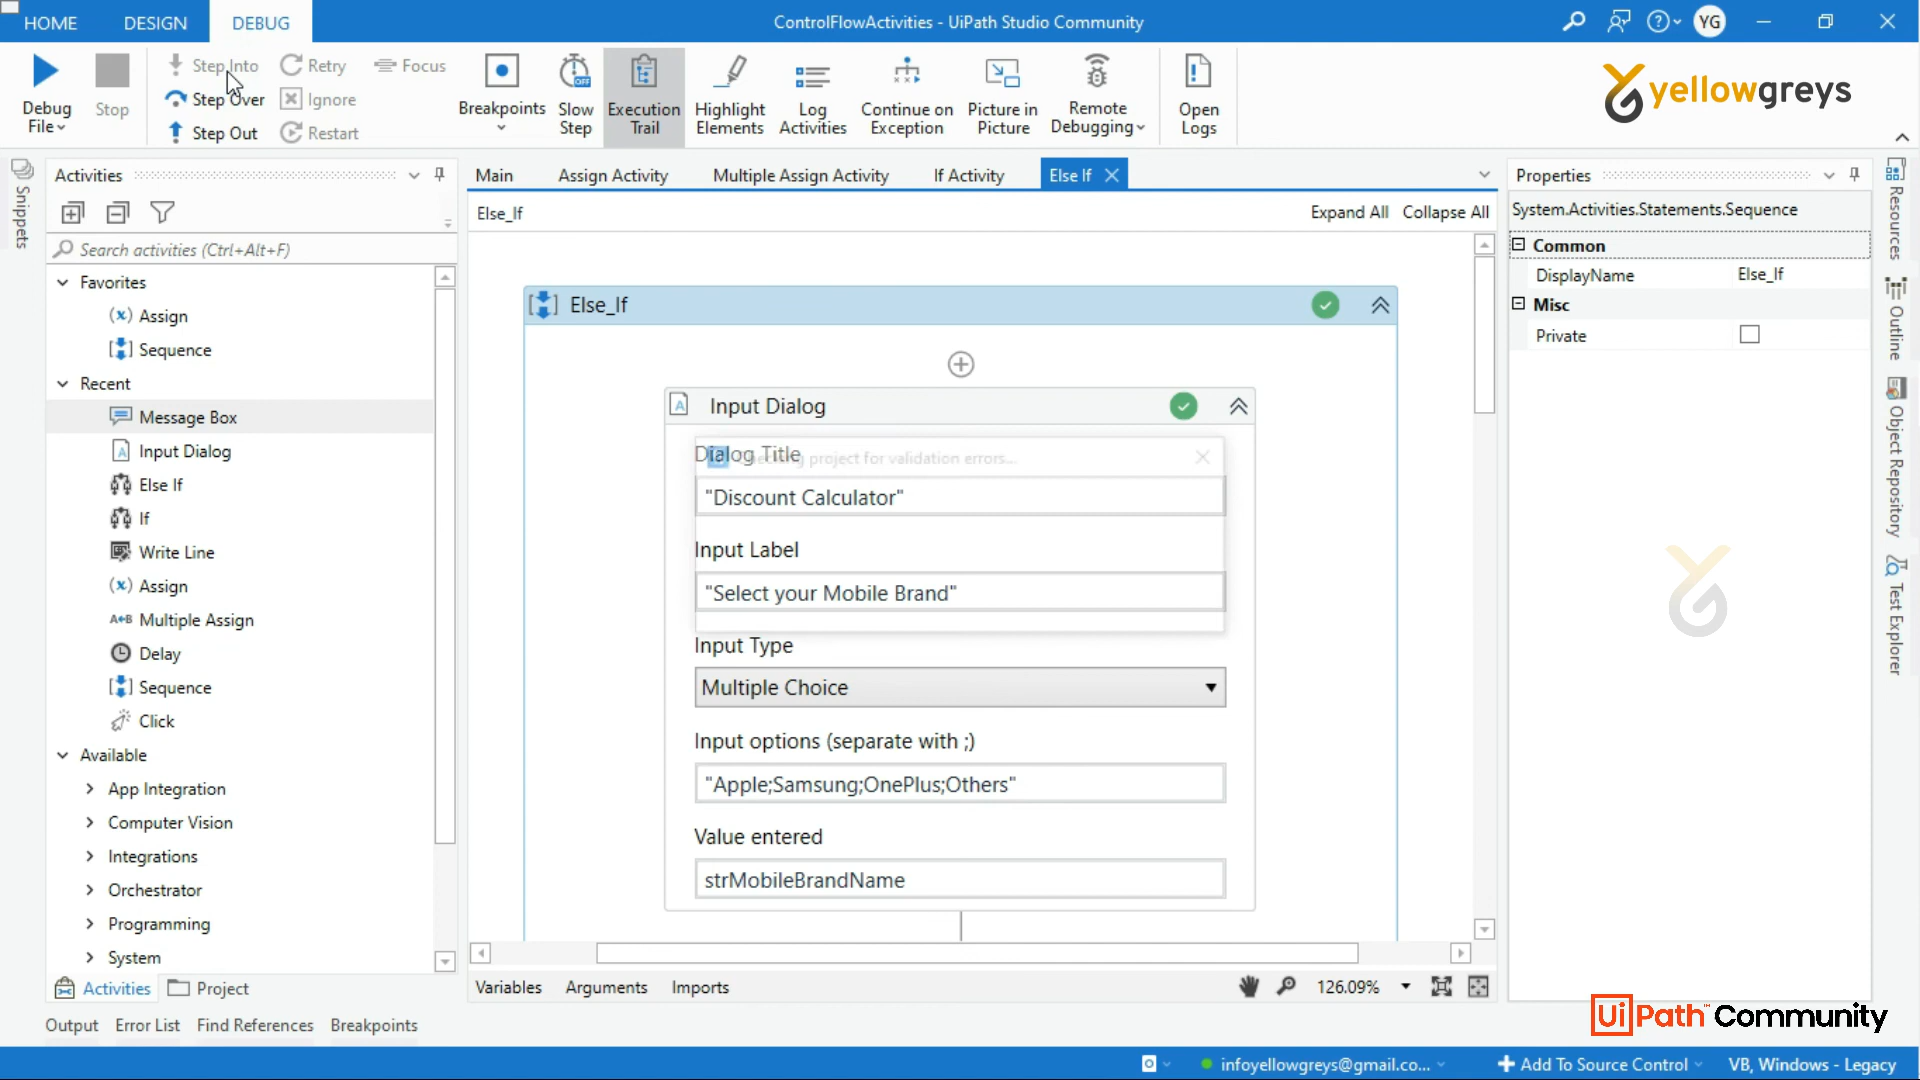 HOME DESIGN DEBUG
ControlFlowActivities - UiPath Studio Community
YG
Debug File
Stop
Step Into
Step Over
Step Out
Retry
Ignore
Restart
Focus
Breakpoints
Slow Step
Execution Trail
Highlight Elements
Log Activities
Continue on Exception
Picture in Picture
Remote Debugging
Open Logs
yellowgreys
Snippets
Activities
Search activities (Ctrl+Alt+F)
Favorites
Assign
Sequence
Recent
Message Box
Input Dialog
Else If
If
Write Line
Assign
Multiple Assign
Delay
Sequence
Click
Available
App Integration
Computer Vision
Integrations
Orchestrator
Programming
System
Activities Project
Main Assign Activity Multiple Assign Activity If Activity Else If
Else_If
Expand All Collapse All
Else_If
Input Dialog
Dialog Title
Checking project for validation errors...
"Discount Calculator"
Input Label
"Select your Mobile Brand"
Input Type
Multiple Choice
Input options (separate with ;)
"Apple;Samsung;OnePlus;Others"
Value entered
strMobileBrandName
Variables Arguments Imports
126.09%
Properties
System.Activities.Statements.Sequence
Common
DisplayName Else_If
Misc
Private
Resources
Outline
Object Repository
Test Explorer
UiPath™ Community
Output Error List Find References Breakpoints
infoyellowgreys@gmail.co...
Add To Source Control
VB, Windows - Legacy